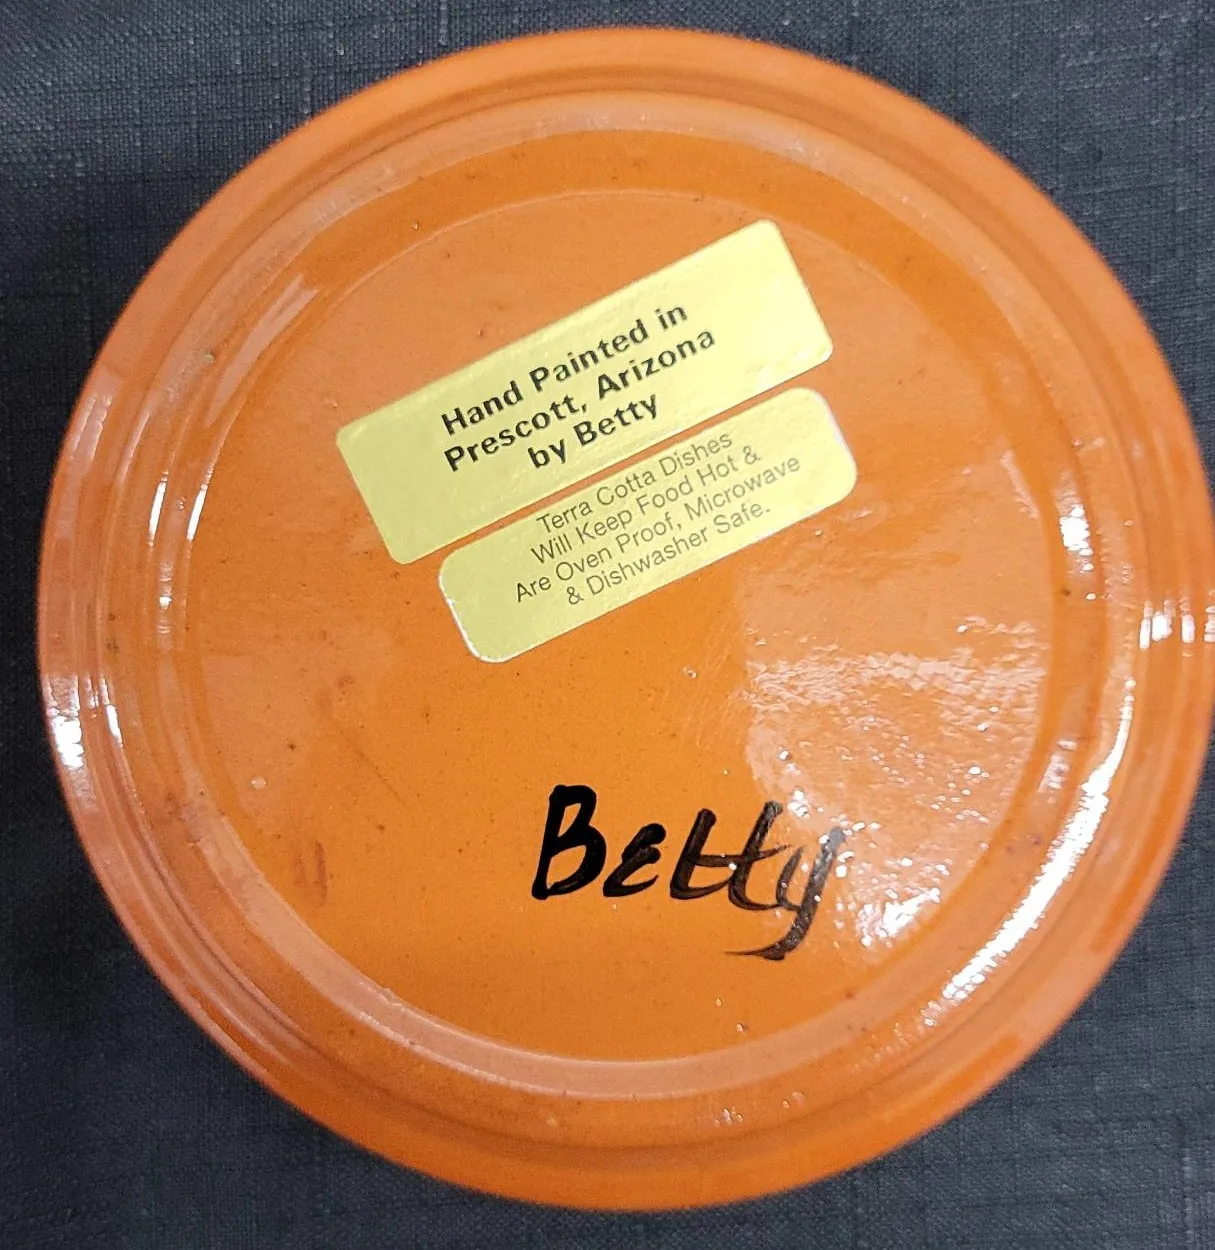 Hand Painted in
Prescott, Arizona
by Betty
Terra Cotta Dishes
Will Keep Food Hot &
Are Oven Proof, Microwave
& Dishwasher Safe.
Betty